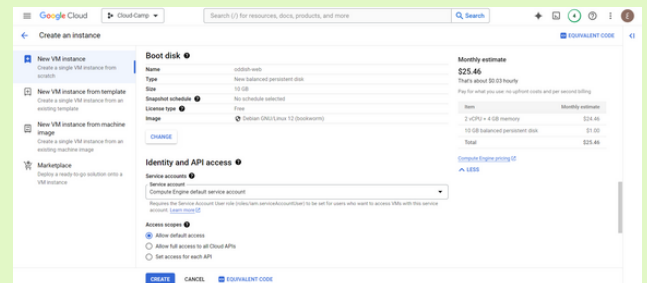 Google Cloud
Cloud-Camp
Search (/) for resources, docs, products, and more
Search
4
E
Create an instance
EQUIVALENT CODE
New VM instance
Create a single VM instance from
scratch
New VM instance from template
Create a single VM instance from an
existing template
New VM instance from machine
image
Create a single VM instance from an
existing machine image
Marketplace
Deploy a ready-to-go solution onto a
VM instance
Boot disk
Name
oddish-web
Type
New balanced persistent disk
Size
10 GB
Snapshot schedule
No schedule selected
License type
Free
Image
Debian GNU/Linux 12 (bookworm)
CHANGE
Identity and API access
Service accounts
Service account
Compute Engine default service account
Requires the Service Account User role (roles/iam.serviceAccountUser) to be set for users who want to access VMs with this service
account. Learn more
Access scopes
Allow default access
Allow full access to all Cloud APIs
Set access for each API
CREATE
CANCEL
EQUIVALENT CODE
Monthly estimate
$25.46
That's about $0.03 hourly
Pay for what you use: no upfront costs and per second billing
Item
Monthly estimate
2 vCPU + 4 GB memory
$24.46
10 GB balanced persistent disk
$1.00
Total
$25.46
Compute Engine pricing
LESS